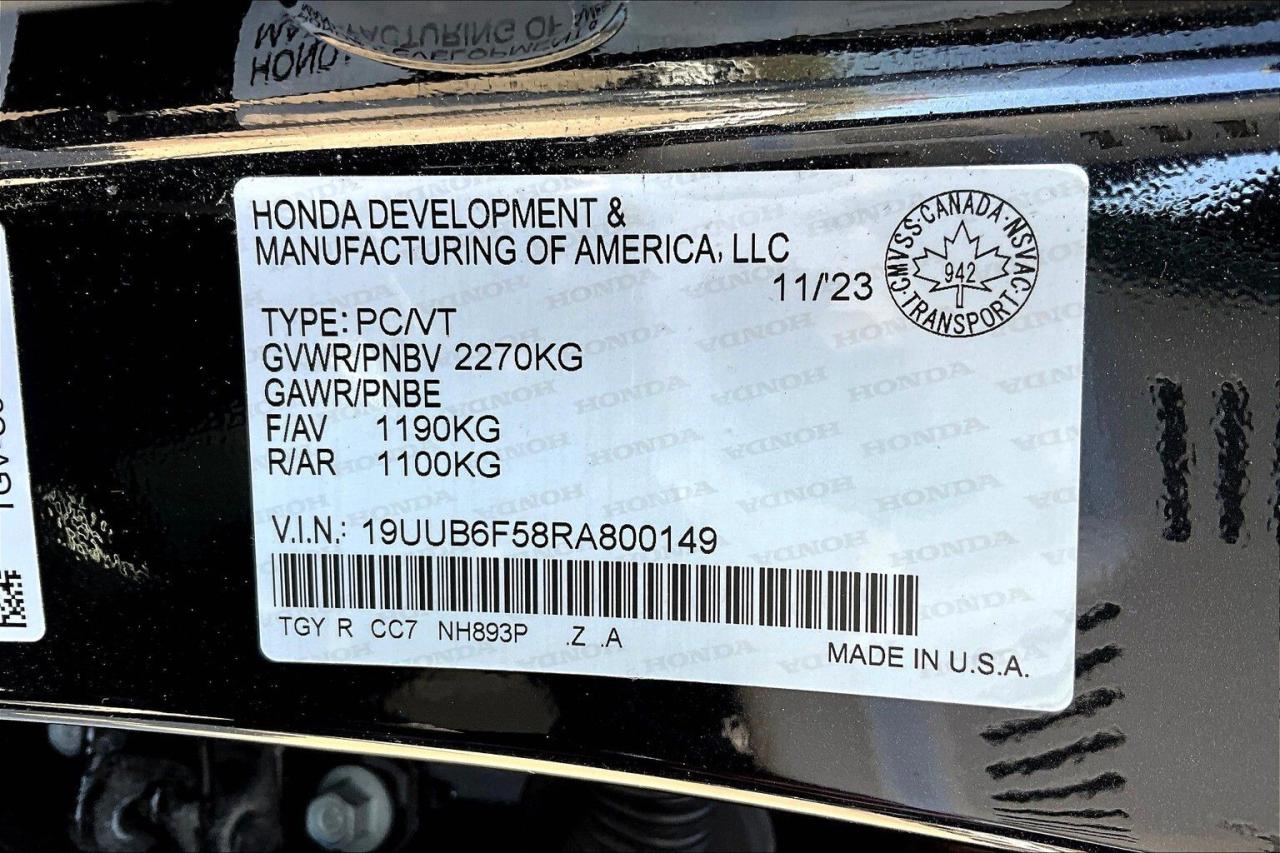 HONDA DEVELOPMENT &
MANUFACTURING OF AMERICA, LLC
11/'23
CMVSS · CANADA · NSVAC · TRANSPORT ·
942
TYPE: PC/VT
GVWR/PNBV 2270KG
GAWR/PNBE
F/AV 1190KG
R/AR 1100KG
V.I.N.: 19UUB6F58RA800149
TGY R CC7 NH893P .Z .A
MADE IN U.S.A.